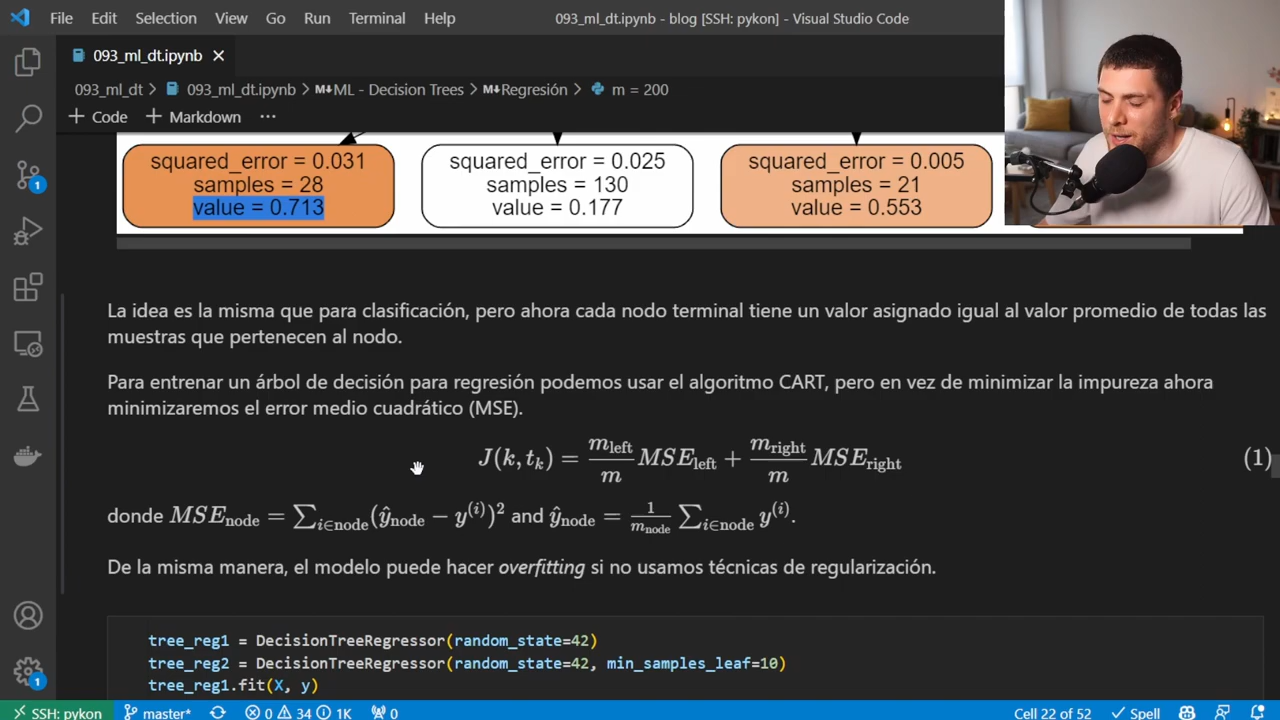 File Edit Selection View Go Run Terminal Help 093_ml_dt.ipynb - blog [SSH: pykon] - Visual Studio Code
093_ml_dt.ipynb
093_ml_dt > 093_ml_dt.ipynb > ML - Decision Trees > Regresión > m = 200
+ Code + Markdown ...
squared_error = 0.031
samples = 28
value = 0.713
squared_error = 0.025
samples = 130
value = 0.177
squared_error = 0.005
samples = 21
value = 0.553
La idea es la misma que para clasificación, pero ahora cada nodo terminal tiene un valor asignado igual al valor promedio de todas las
muestras que pertenecen al nodo.
Para entrenar un árbol de decisión para regresión podemos usar el algoritmo CART, pero en vez de minimizar la impureza ahora
minimizaremos el error medio cuadrático (MSE).
J(k, t_k) = m_left/m MSE_left + m_right/m MSE_right (1)
donde MSE_node = ∑_{i∈node}(ŷ_node − y^{(i)})² and ŷ_node = 1/m_node ∑_{i∈node} y^{(i)}.
De la misma manera, el modelo puede hacer overfitting si no usamos técnicas de regularización.
tree_reg1 = DecisionTreeRegressor(random_state=42)
tree_reg2 = DecisionTreeRegressor(random_state=42, min_samples_leaf=10)
tree_reg1.fit(X, y)
1
1
SSH: pykon master* 0 34 1K 0 Cell 22 of 52 Spell